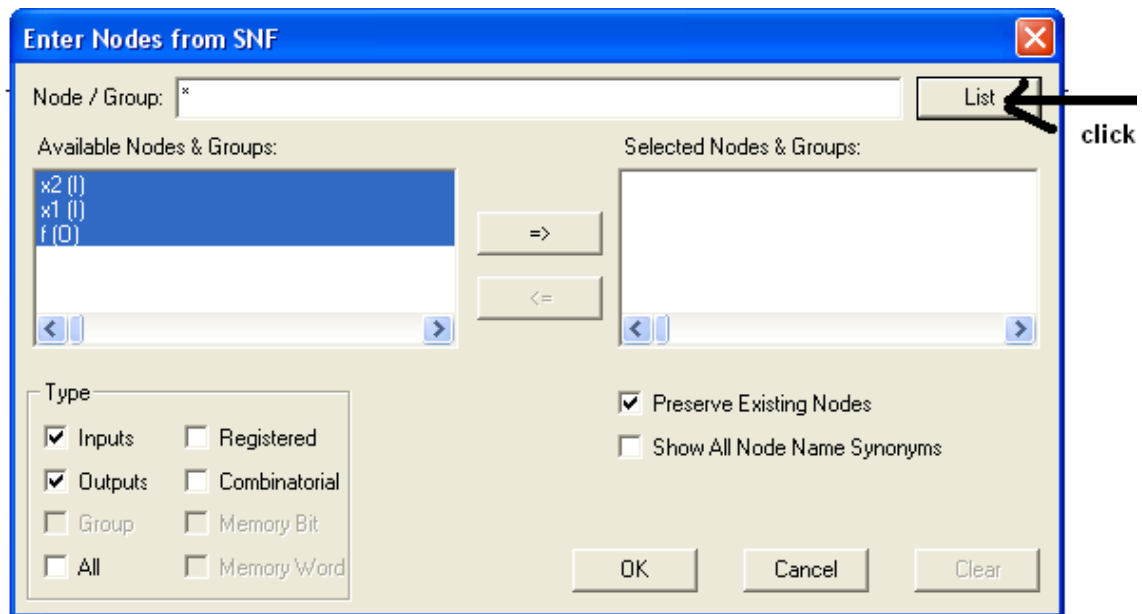 Enter Nodes from SNF
Node / Group: * List
click
Available Nodes & Groups: Selected Nodes & Groups:
x2 (I)
x1 (I)
f (O)
=>
<=
Type
Inputs Registered
Outputs Combinatorial
Group Memory Bit
All Memory Word
Preserve Existing Nodes
Show All Node Name Synonyms
OK Cancel Clear